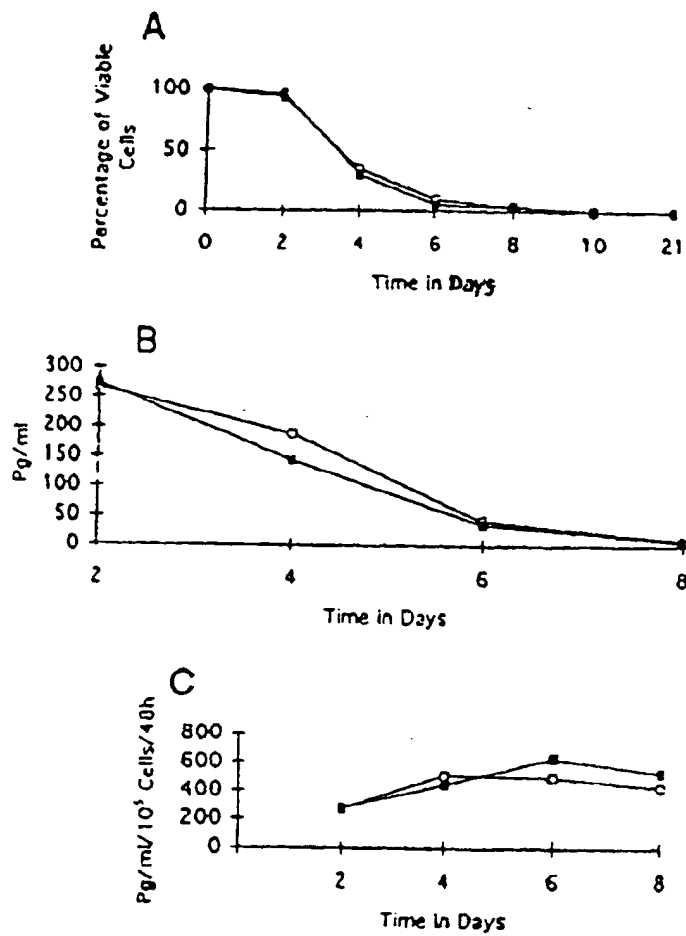 A
Percentage of Viable
Cells
100
50
0
0 2 4 6 8 10 21
Time in Days
B
Pg/ml
300
250
200
150
100
50
0
2 4 6 8
Time in Days
C
Pg/ml/10⁵ Cells/48h
800
600
400
200
0
2 4 6 8
Time in Days